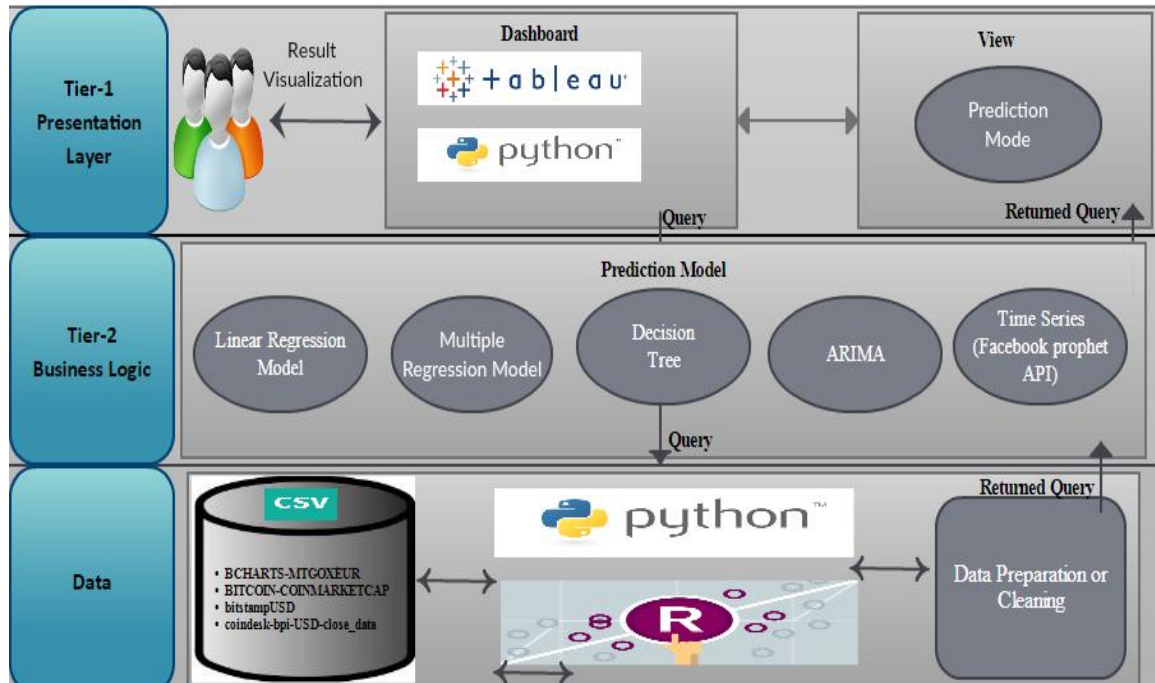 Tier-1
Presentation
Layer
Result
Visualization
Dashboard
+ a b l e a u
python™
View
Prediction
Mode
Query
Returned Query
Tier-2
Business Logic
Prediction Model
Linear Regression
Model
Multiple
Regression Model
Decision
Tree
ARIMA
Time Series
(Facebook prophet
API)
Query
Returned Query
Data
CSV
• BCHARTS-MTGOXEUR
• BITCOIN-COINMARKETCAP
• bitstampUSD
• coindesk-bpi-USD-close_data
python™
R
Data Preparation or
Cleaning